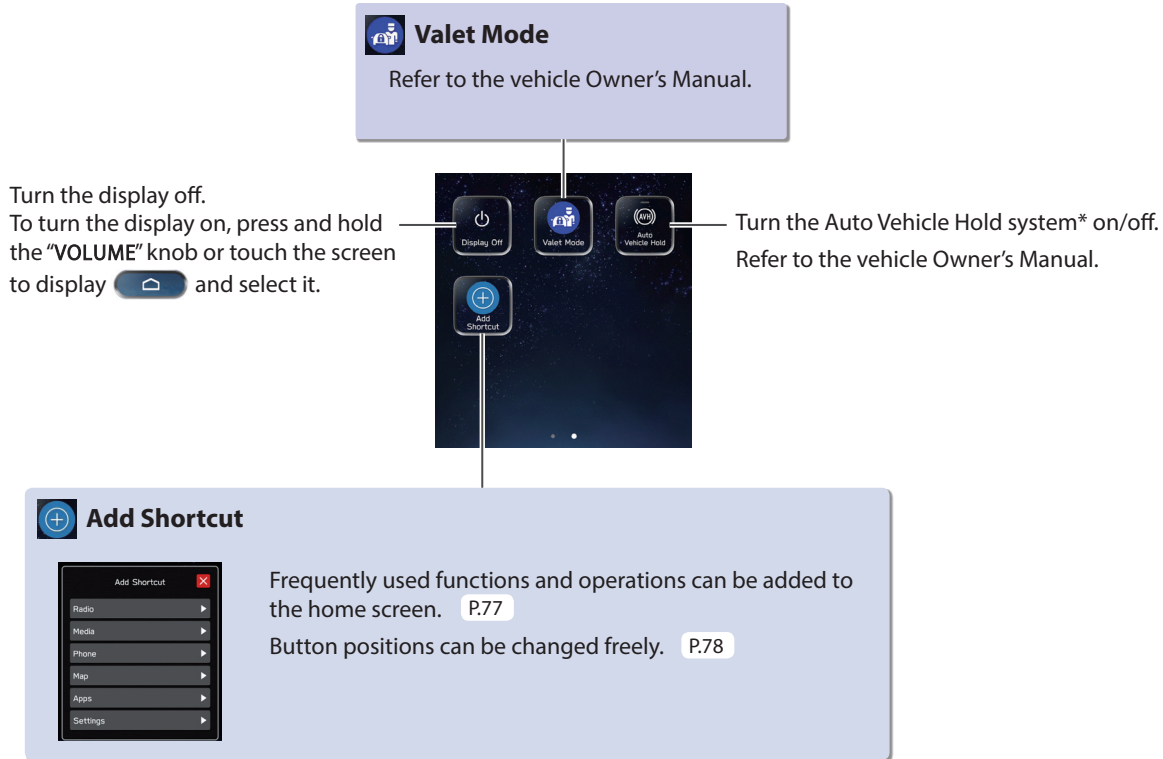 Valet Mode
Refer to the vehicle Owner's Manual.
Turn the display off.
To turn the display on, press and hold
the "VOLUME" knob or touch the screen
to display and select it.
Display Off
Valet Mode
AVH
Auto
Vehicle Hold
Turn the Auto Vehicle Hold system* on/off.
Refer to the vehicle Owner's Manual.
Add
Shortcut
Add Shortcut
Add Shortcut
Radio
Media
Phone
Map
Apps
Settings
Frequently used functions and operations can be added to
the home screen. P.77
Button positions can be changed freely. P.78